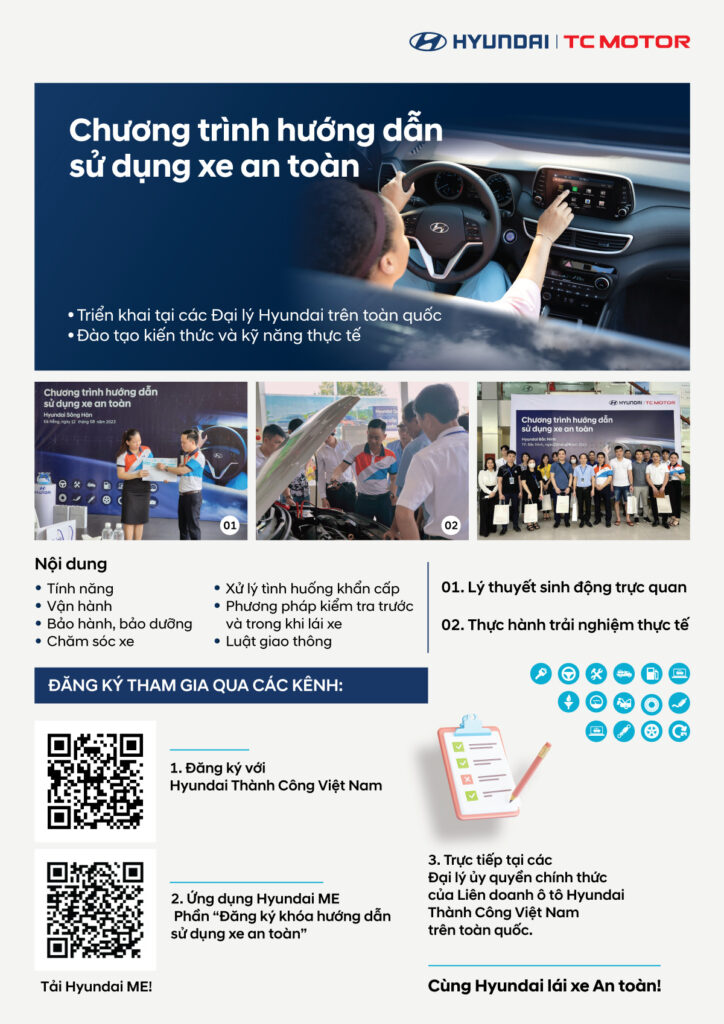 HYUNDAI | TC MOTOR
Chương trình hướng dẫn
sử dụng xe an toàn
• Triển khai tại các Đại lý Hyundai trên toàn quốc
• Đào tạo kiến thức và kỹ năng thực tế
Chương trình hướng dẫn
sử dụng xe an toàn
Hyundai Sông Hàn
HYUNDAI
01
02
HYUNDAI | TC MOTOR
Chương trình hướng dẫn
sử dụng xe an toàn
Hyundai Bắc Ninh
Nội dung
• Tính năng
• Vận hành
• Bảo hành, bảo dưỡng
• Chăm sóc xe
• Xử lý tình huống khẩn cấp
• Phương pháp kiểm tra trước
và trong khi lái xe
• Luật giao thông
01. Lý thuyết sinh động trực quan
02. Thực hành trải nghiệm thực tế
ĐĂNG KÝ THAM GIA QUA CÁC KÊNH:
1. Đăng ký với
Hyundai Thành Công Việt Nam
2. Ứng dụng Hyundai ME
Phần “Đăng ký khóa hướng dẫn
sử dụng xe an toàn”
Tải Hyundai ME!
3. Trực tiếp tại các
Đại lý ủy quyền chính thức
của Liên doanh ô tô Hyundai
Thành Công Việt Nam
trên toàn quốc.
Cùng Hyundai lái xe An toàn!